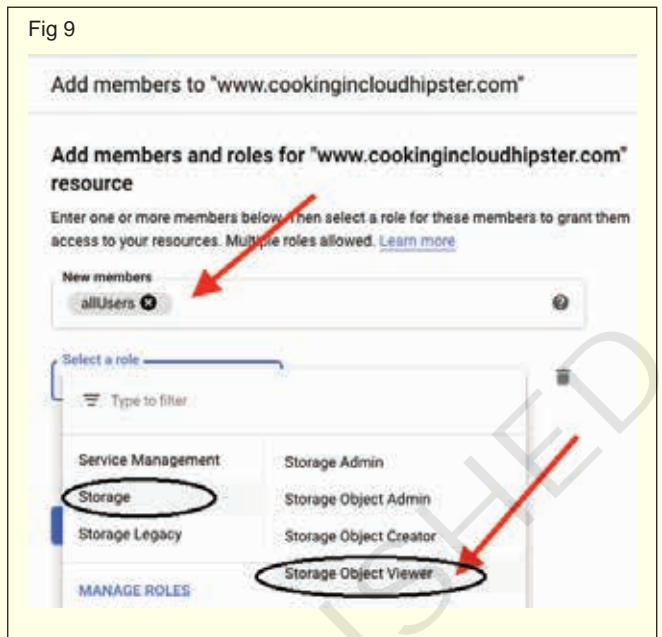 Fig 9
Add members to "www.cookingincloudhipster.com"
Add members and roles for "www.cookingincloudhipster.com"
resource
Enter one or more members below. Then select a role for these members to grant them
access to your resources. Multiple roles allowed. Learn more
New members
allUsers
Select a role
Type to filter
Service Management
Storage
Storage Legacy
MANAGE ROLES
Storage Admin
Storage Object Admin
Storage Object Creator
Storage Object Viewer
SHED